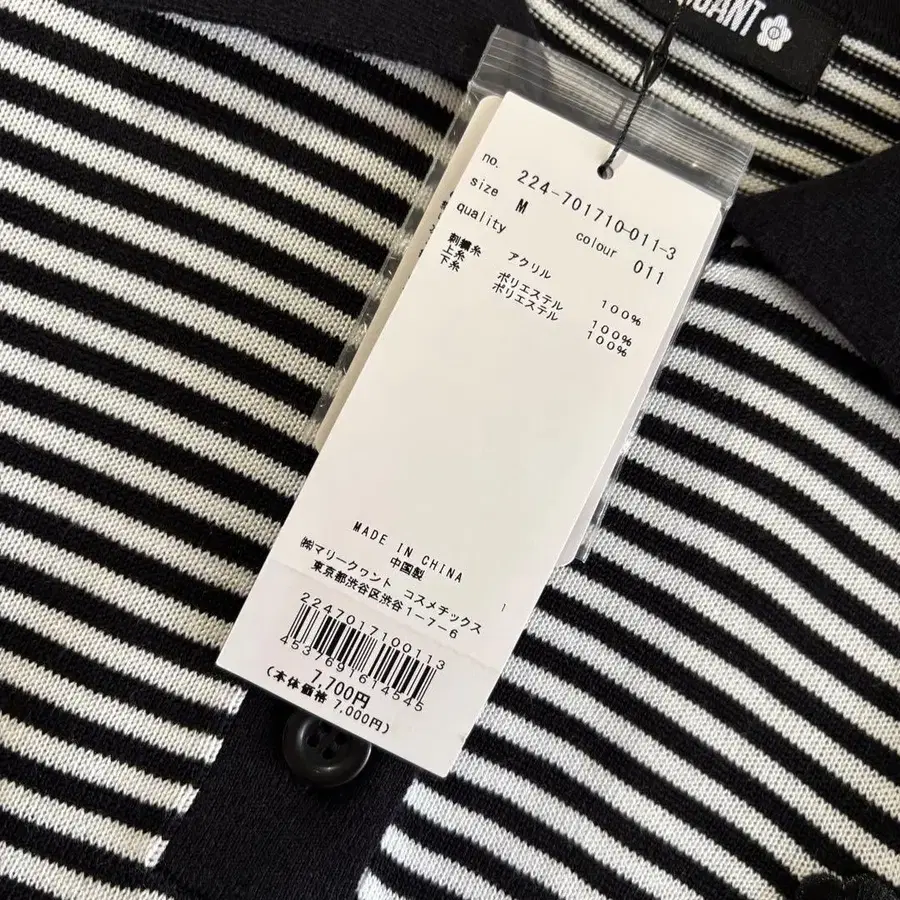 no. 224-701710-011-3
size M colour 011
quality
刺繍糸 アクリル 100%
上糸 ポリエステル 100%
下糸 ポリエステル 100%
MADE IN CHINA
中国製
㈱マリークヮント コスメチックス
東京都渋谷区渋谷1-7-6
2247017100113
4537691614545
7,700円
(本体価格 7,000円)